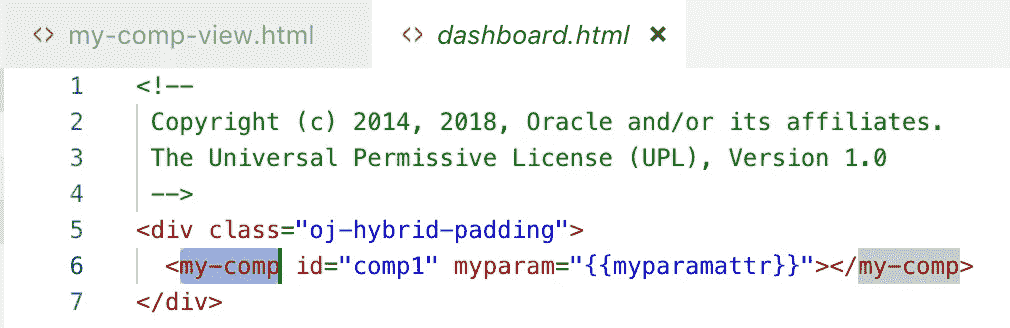 <> my-comp-view.html <> dashboard.html ×
1 <!--
2 Copyright (c) 2014, 2018, Oracle and/or its affiliates.
3 The Universal Permissive License (UPL), Version 1.0
4 -->
5 <div class="oj-hybrid-padding">
6 <my-comp id="comp1" myparam="{{myparamattr}}"></my-comp>
7 </div>